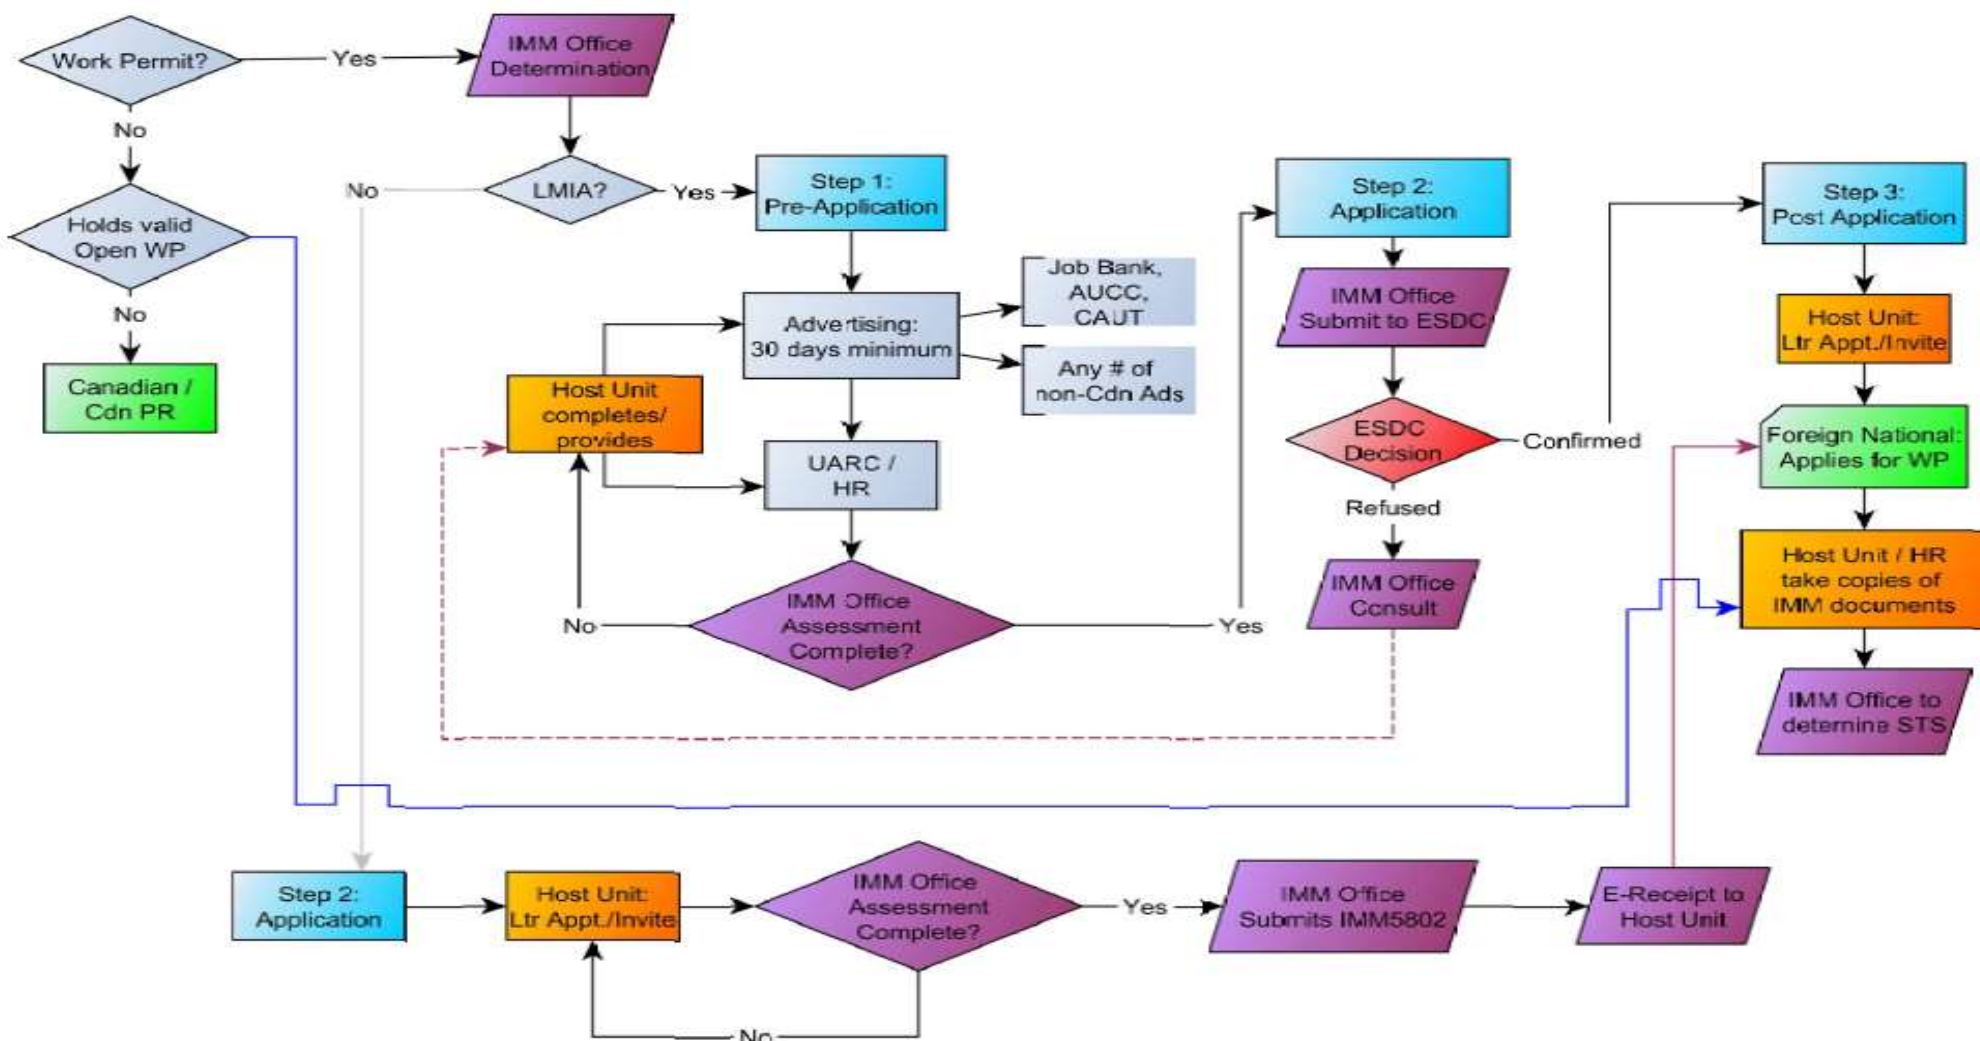 Work Permit?
Yes
IMM Office
Determination
No
Holds valid
Open WP
No
Canadian /
Cdn PR
LMIA?
No
Yes
Step 1:
Pre-Application
Advertising:
30 days minimum
Job Bank,
AUCC,
CAUT
Any # of
non-Cdn Ads
Host Unit
completes/
provides
UARC /
HR
IMM Office
Assessment
Complete?
No
Yes
Step 2:
Application
IMM Office
Submit to ESDC
ESDC
Decision
Confirmed
Refused
IMM Office
Consult
Step 3:
Post Application
Host Unit:
Ltr Appt./Invite
Foreign National:
Applies for WP
Host Unit / HR
take copies of
IMM documents
IMM Office to
determine STS
Step 2:
Application
Host Unit:
Ltr Appt./Invite
IMM Office
Assessment
Complete?
No
Yes
IMM Office
Submits IMM5802
E-Receipt to
Host Unit